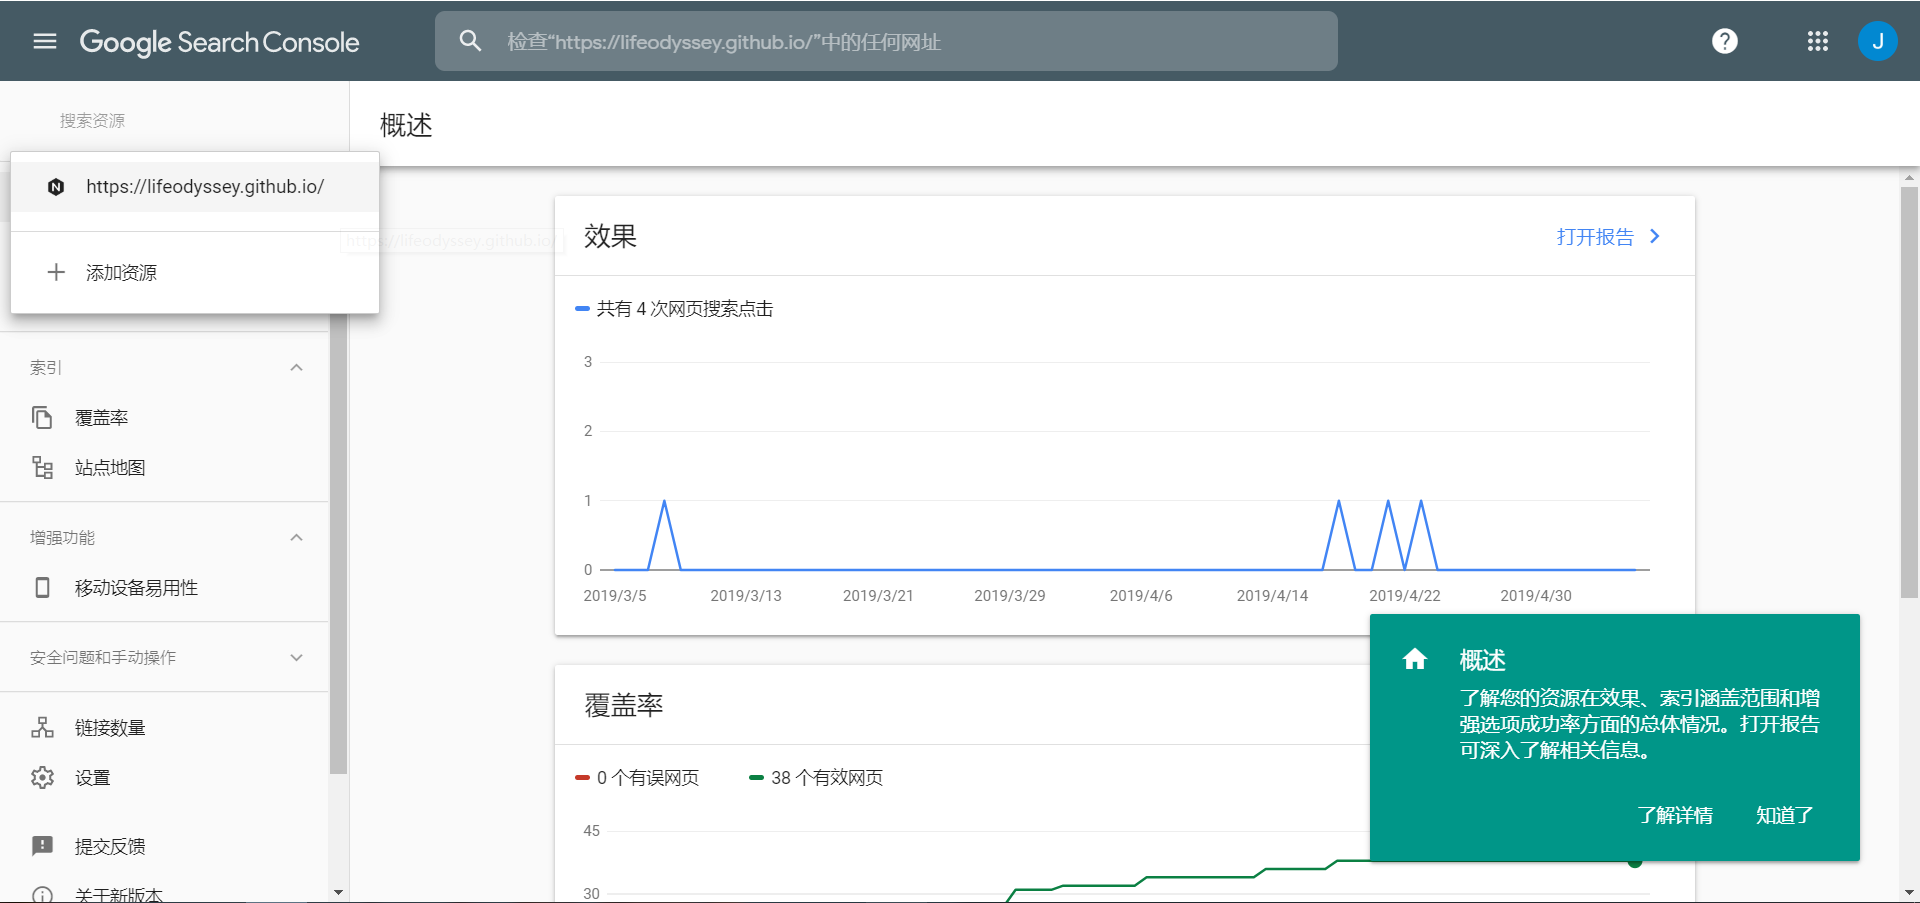 Google Search Console
检查“https://lifeodyssey.github.io/”中的任何网址
?
J
搜索资源
N
https://lifeodyssey.github.io/
添加资源
索引
覆盖率
站点地图
增强功能
移动设备易用性
安全问题和手动操作
链接数量
设置
提交反馈
关于新版本
概述
https://lifeodyssey.github.io/
效果
打开报告
共有 4 次网页搜索点击
3
2
1
0
2019/3/5 2019/3/13 2019/3/21 2019/3/29 2019/4/6 2019/4/14 2019/4/22 2019/4/30
覆盖率
0 个有误网页 38 个有效网页
45
30
概述
了解您的资源在效果、索引涵盖范围和增
强选项成功率方面的总体情况。打开报告
可深入了解相关信息。
了解详情 知道了